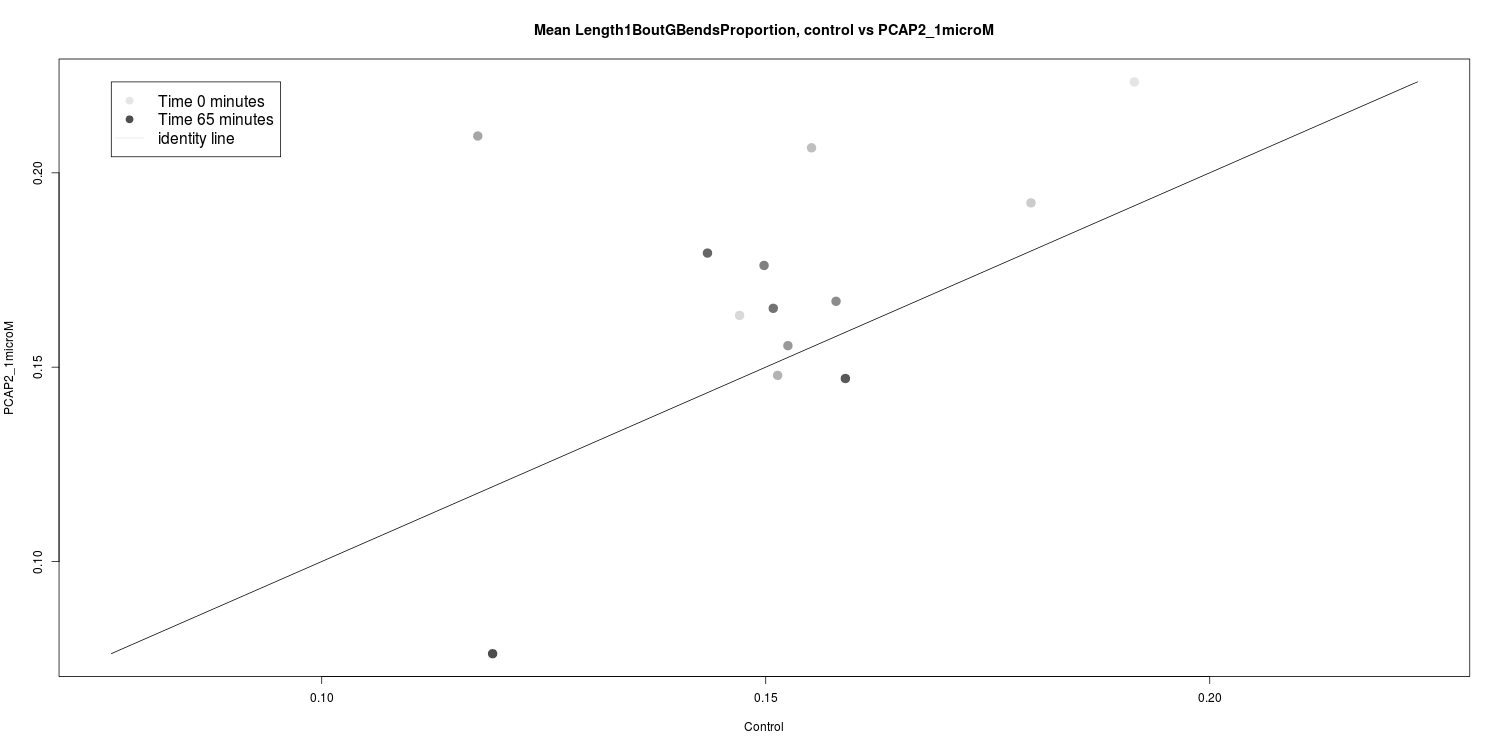 Mean Length1BoutGBendsProportion, control vs PCAP2_1microM
Time 0 minutes
Time 65 minutes
identity line
0.20
0.15
0.10
PCAP2_1microM
0.10
0.15
0.20
Control